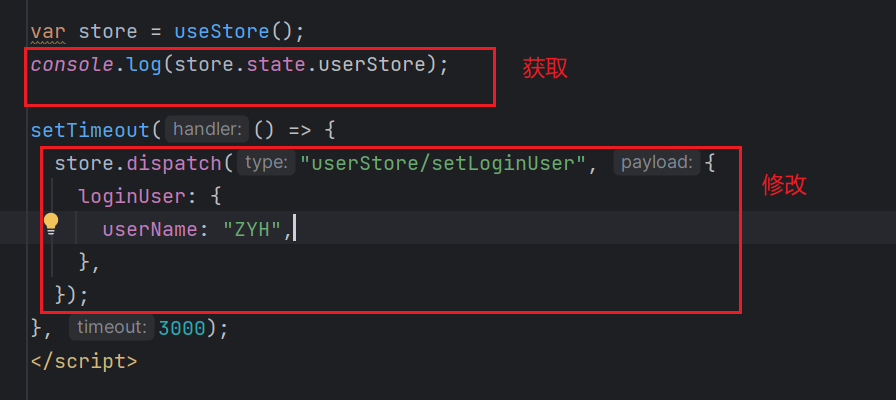 var store = useStore();
console.log(store.state.userStore);
获取
setTimeout( handler: () => {
store.dispatch( type: "userStore/setLoginUser", payload: {
loginUser: {
修改
userName: "ZYH",
},
});
}, timeout: 3000);
</script>